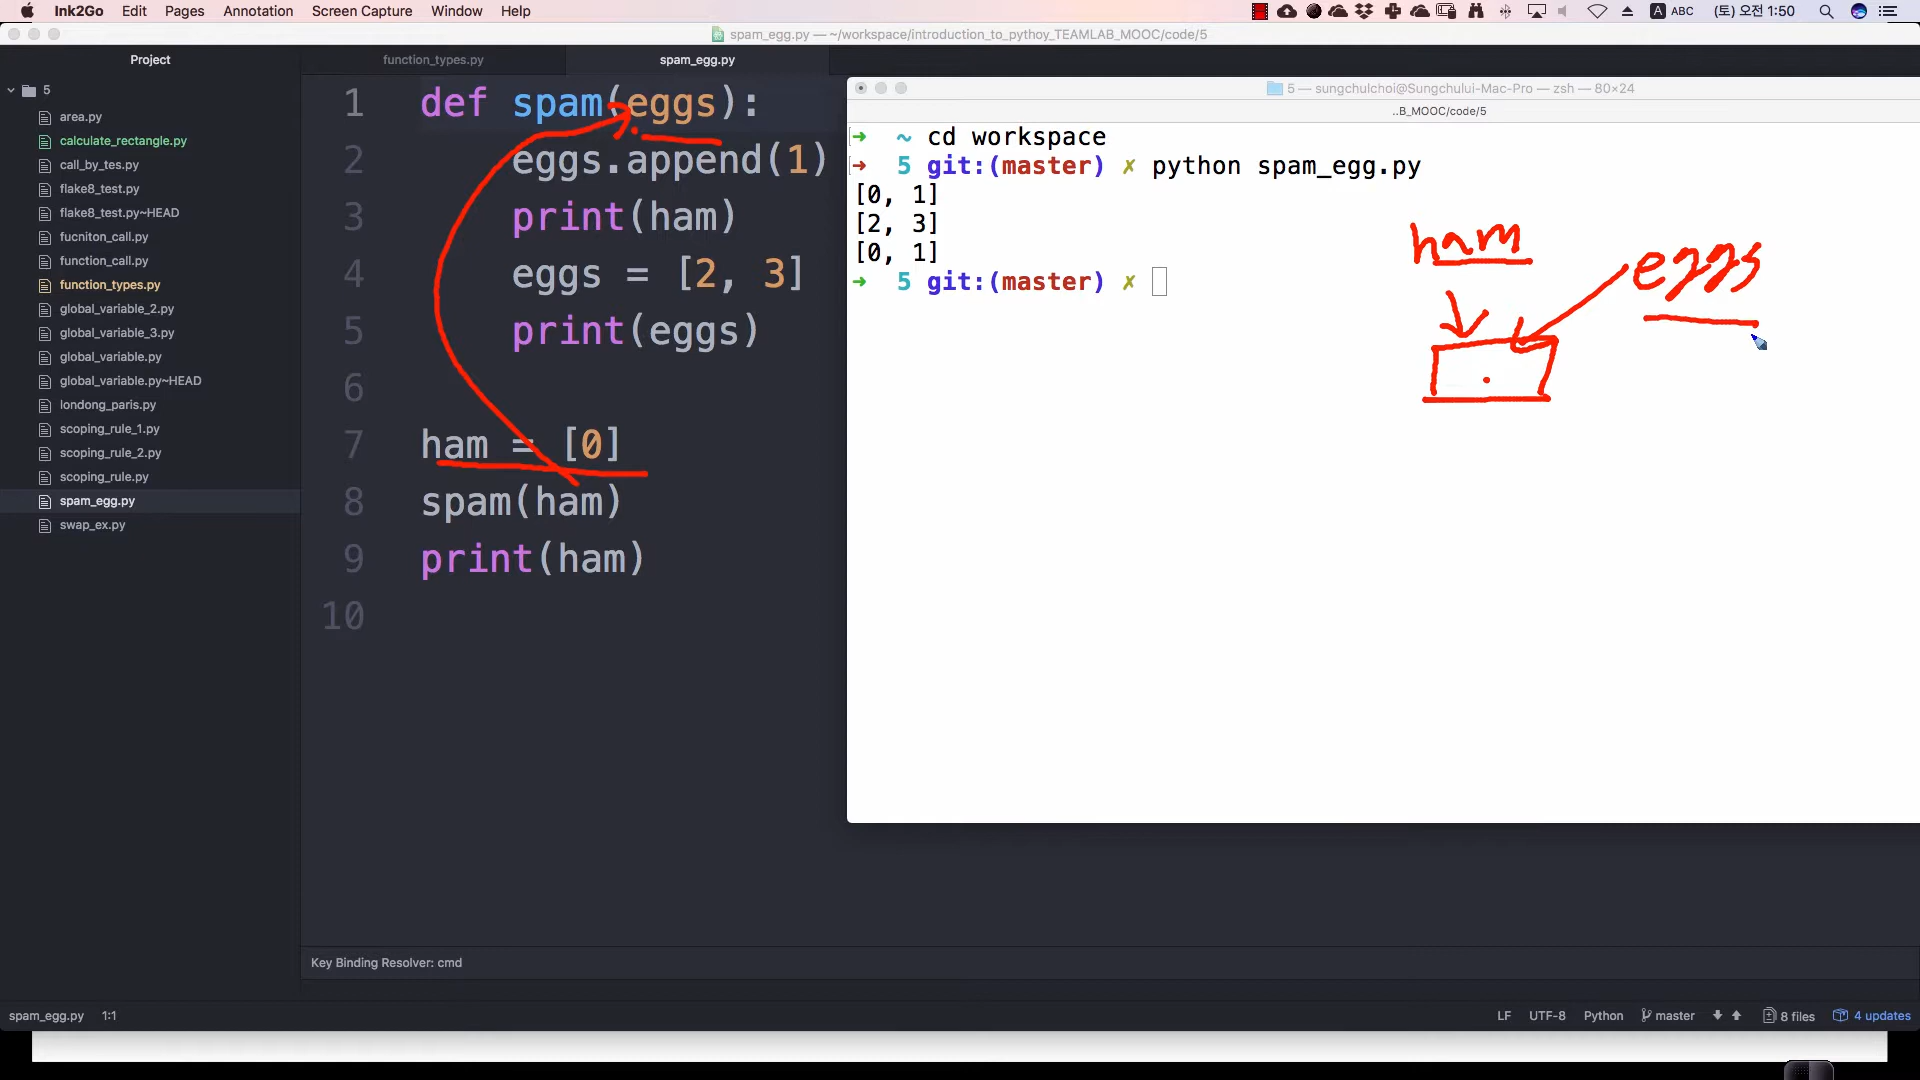 Ink2Go Edit Pages Annotation Screen Capture Window Help A ABC (토) 오전 1:50
spam_egg.py — ~/workspace/introduction_to_pythoy_TEAMLAB_MOOC/code/5
Project
function_types.py spam_egg.py
5
area.py
calculate_rectangle.py
call_by_tes.py
flake8_test.py
flake8_test.py~HEAD
fucniton_call.py
function_call.py
function_types.py
global_variable_2.py
global_variable_3.py
global_variable.py
global_variable.py~HEAD
londong_paris.py
scoping_rule_1.py
scoping_rule_2.py
scoping_rule.py
spam_egg.py
swap_ex.py
1 def spam(eggs):
2 eggs.append(1)
3 print(ham)
4 eggs = [2, 3]
5 print(eggs)
6
7 ham = [0]
8 spam(ham)
9 print(ham)
10
5 — sungchulchoi@Sungchului-Mac-Pro — zsh — 80×24
..B_MOOC/code/5
➜ ~ cd workspace
➜ 5 git:(master) ✗ python spam_egg.py
[0, 1]
[2, 3]
[0, 1]
➜ 5 git:(master) ✗
ham
eggs
Key Binding Resolver: cmd
spam_egg.py 1:1 LF UTF-8 Python master 8 files 4 updates